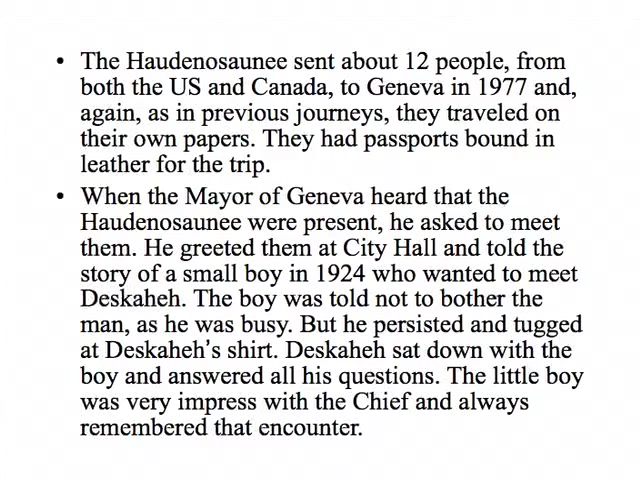 • The Haudenosaunee sent about 12 people, from
both the US and Canada, to Geneva in 1977 and,
again, as in previous journeys, they traveled on
their own papers. They had passports bound in
leather for the trip.
• When the Mayor of Geneva heard that the
Haudenosaunee were present, he asked to meet
them. He greeted them at City Hall and told the
story of a small boy in 1924 who wanted to meet
Deskaheh. The boy was told not to bother the
man, as he was busy. But he persisted and tugged
at Deskaheh’s shirt. Deskaheh sat down with the
boy and answered all his questions. The little boy
was very impress with the Chief and always
remembered that encounter.